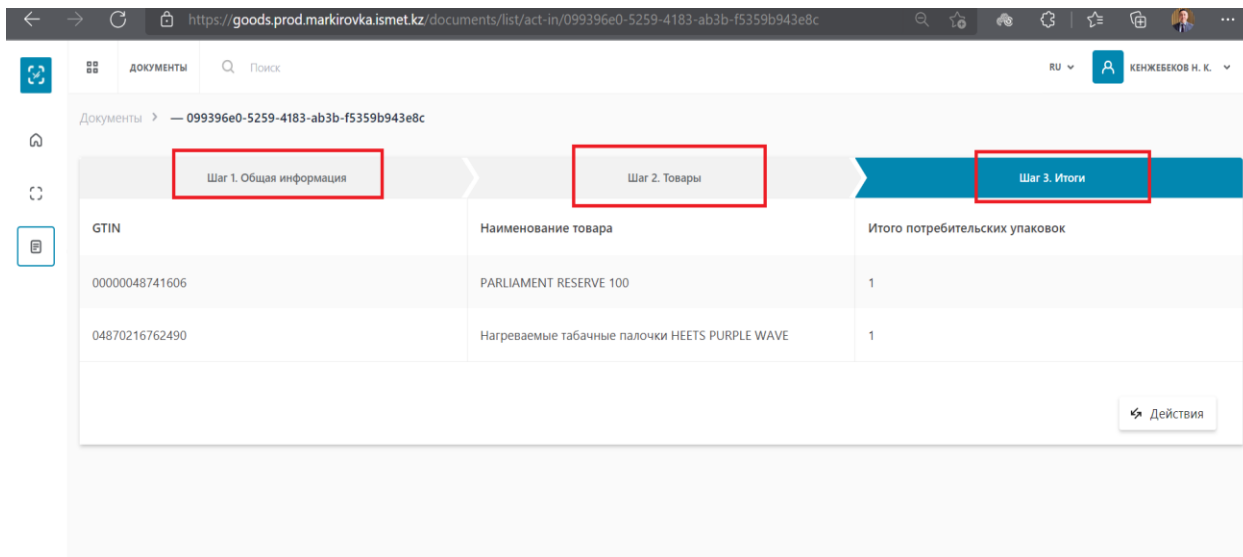 https://goods.prod.markirovka.ismet.kz/documents/list/act-in/099396e0-5259-4183-ab3b-f5359b943e8c
ДОКУМЕНТЫ Поиск RU КЕНЖЕБЕКОВ Н. К.
Документы > — 099396e0-5259-4183-ab3b-f5359b943e8c
Шаг 1. Общая информация Шаг 2. Товары Шаг 3. Итоги
GTIN Наименование товара Итого потребительских упаковок
00000048741606 PARLIAMENT RESERVE 100 1
04870216762490 Нагреваемые табачные палочки HEETS PURPLE WAVE 1
Действия